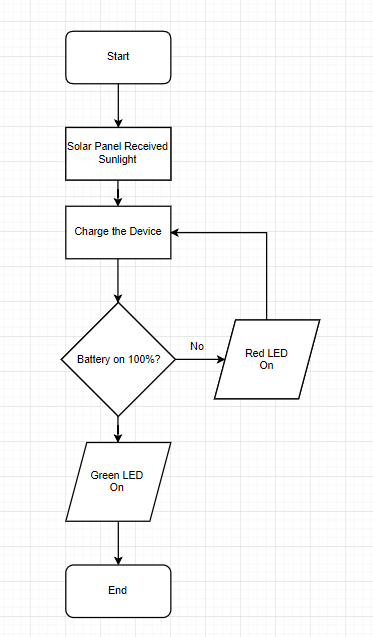 Start
Solar Panel Received
Sunlight
Charge the Device
Battery on 100%?
No
Red LED
On
Green LED
On
End